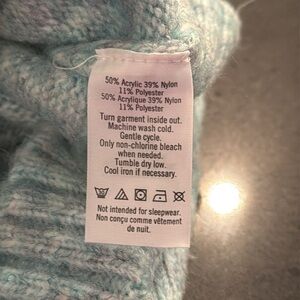 50% Acrylic 39% Nylon
11% Polyester
50% Acrylique 39% Nylon
11% Polyester
Turn garment inside out.
Machine wash cold.
Gentle cycle.
Only non-chlorine bleach
when needed.
Tumble dry low.
Cool iron if necessary.
Not intended for sleepwear.
Non conçu comme vêtement
de nuit.